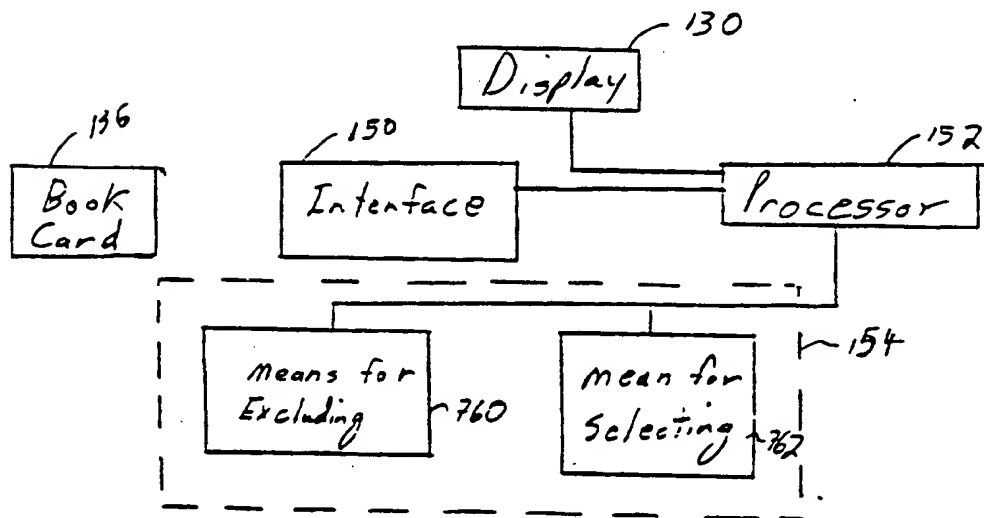 130
Display
136
150
152
Book
Card
Interface
Processor
154
Means for
Excluding
760
Mean for
Selecting
762